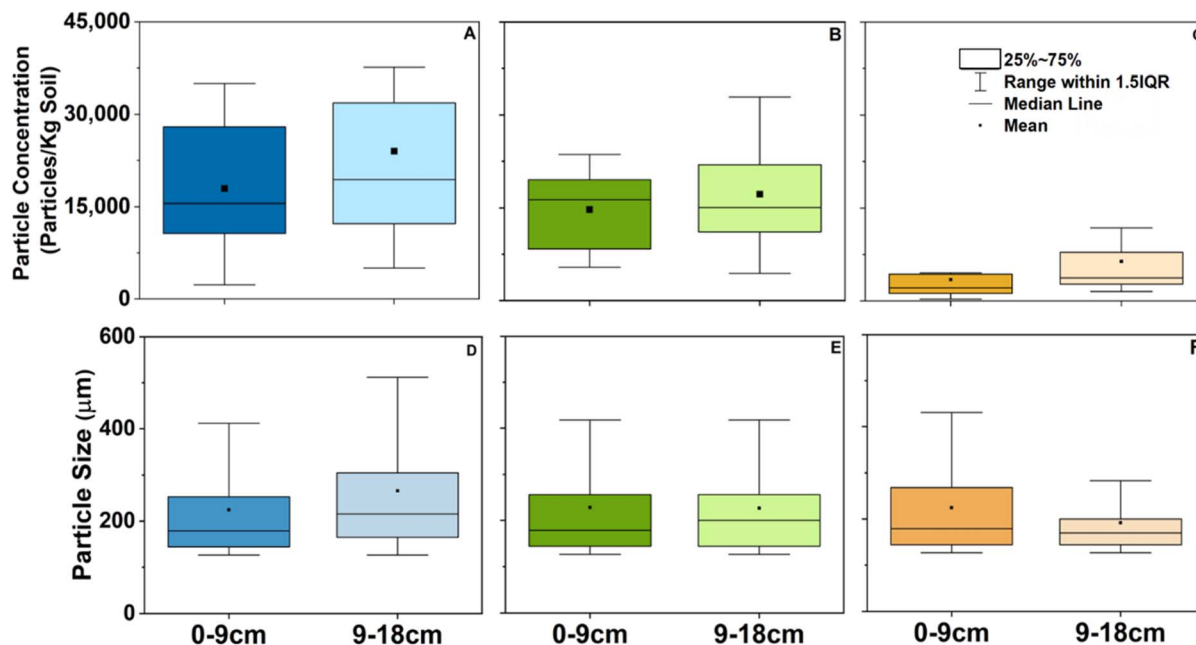 45,000
30,000
15,000
0
Particle Concentration
(Particles/Kg Soil)
A
B
25%~75%
Range within 1.5IQR
Median Line
Mean
600
400
200
0
Particle Size (μm)
D
E
F
0-9cm
9-18cm
0-9cm
9-18cm
0-9cm
9-18cm